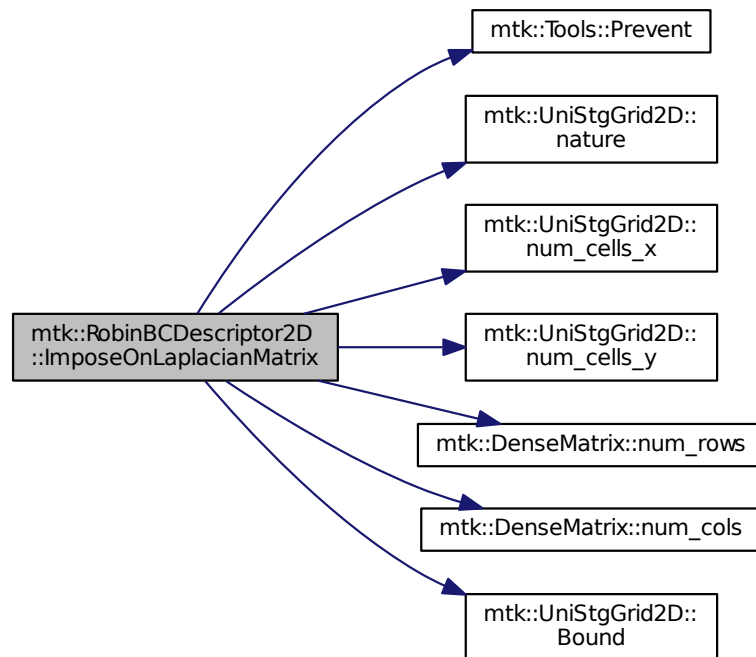 mtk::Tools::Prevent
mtk::UniStgGrid2D::
nature
mtk::UniStgGrid2D::
num_cells_x
mtk::RobinBCDescriptor2D
::ImposeOnLaplacianMatrix
mtk::UniStgGrid2D::
num_cells_y
mtk::DenseMatrix::num_rows
mtk::DenseMatrix::num_cols
mtk::UniStgGrid2D::
Bound